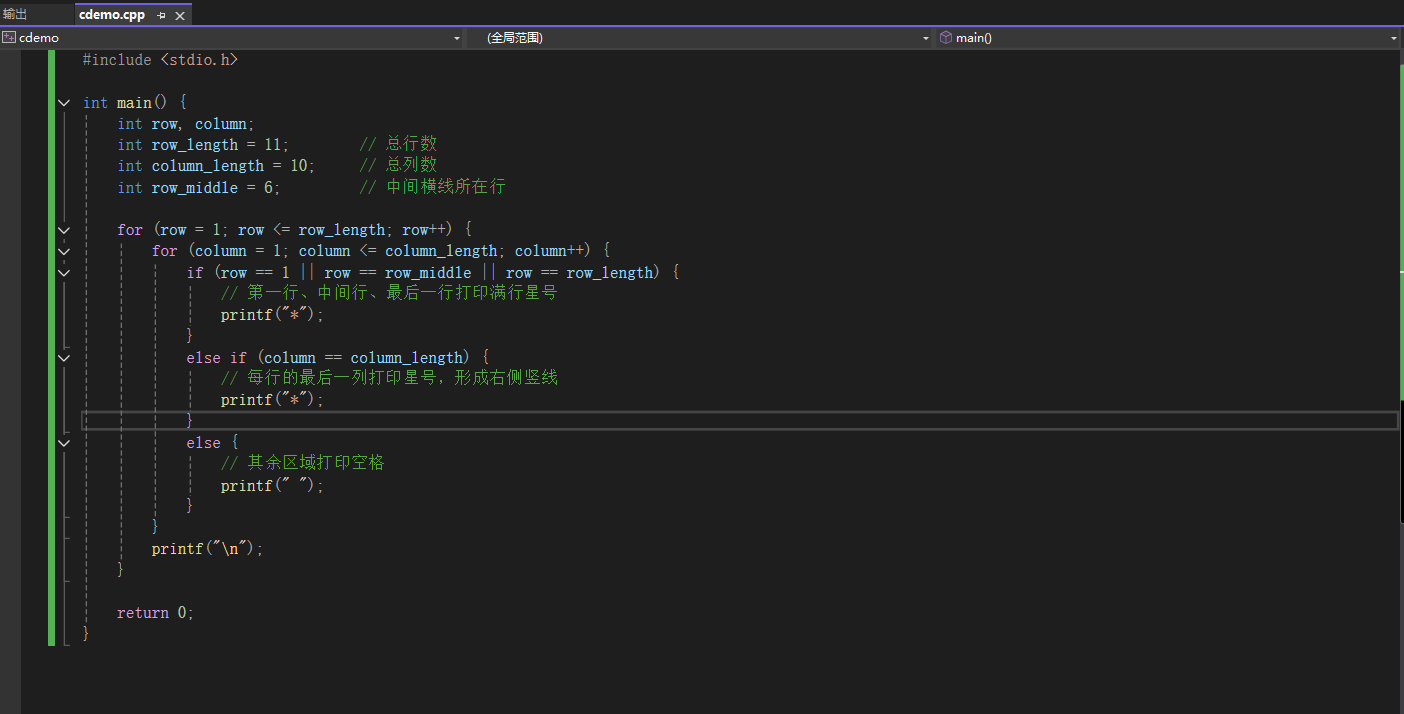 输出
cdemo.cpp
cdemo
(全局范围)
main()
#include <stdio.h>
int main() {
int row, column;
int row_length = 11; // 总行数
int column_length = 10; // 总列数
int row_middle = 6; // 中间横线所在行
for (row = 1; row <= row_length; row++) {
for (column = 1; column <= column_length; column++) {
if (row == 1 || row == row_middle || row == row_length) {
// 第一行、中间行、最后一行打印满行星号
printf("*");
}
else if (column == column_length) {
// 每行的最后一列打印星号，形成右侧竖线
printf("*");
}
else {
// 其余区域打印空格
printf(" ");
}
}
printf("\n");
}
return 0;
}